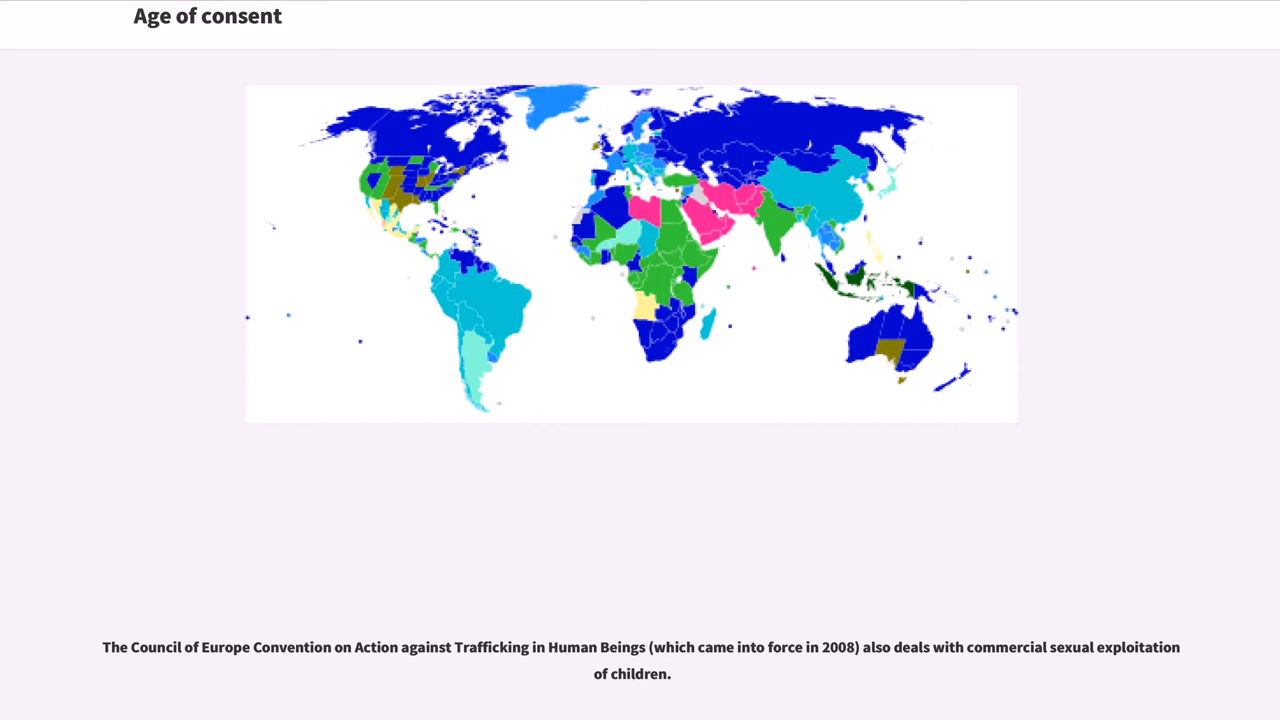 Age of consent
The Council of Europe Convention on Action against Trafficking in Human Beings (which came into force in 2008) also deals with commercial sexual exploitation
of children.